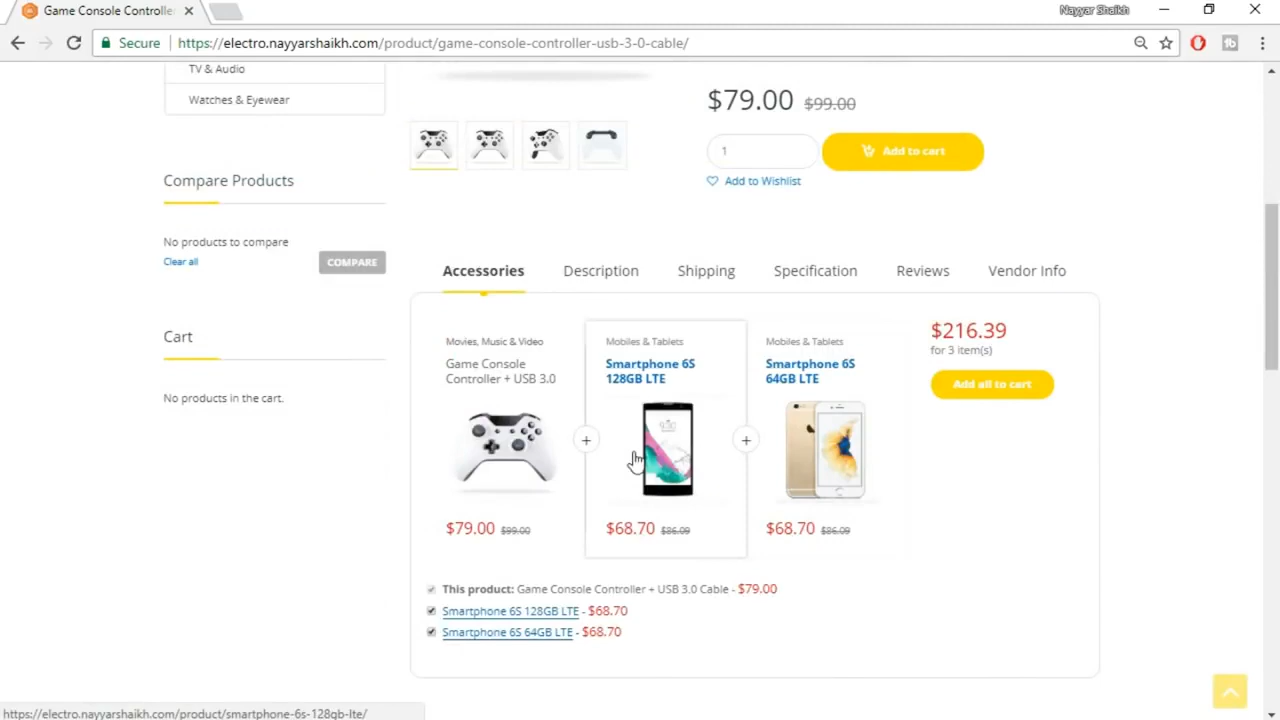 Game Console Controlle
Nayyar Shaikh
Secure
https://electro.nayyarshaikh.com/product/game-console-controller-usb-3-0-cable/
TV & Audio
Watches & Eyewear
$79.00 $99.00
1
Add to cart
Add to Wishlist
Compare Products
No products to compare
Clear all
COMPARE
Cart
No products in the cart.
Accessories
Description
Shipping
Specification
Reviews
Vendor Info
Movies, Music & Video
Game Console
Controller + USB 3.0
$79.00 $99.00
+
Mobiles & Tablets
Smartphone 6S
128GB LTE
$68.70 $86.09
+
Mobiles & Tablets
Smartphone 6S
64GB LTE
$68.70 $86.09
$216.39
for 3 item(s)
Add all to cart
This product: Game Console Controller + USB 3.0 Cable - $79.00
Smartphone 6S 128GB LTE - $68.70
Smartphone 6S 64GB LTE - $68.70
https://electro.nayyarshaikh.com/product/smartphone-6s-128gb-lte/